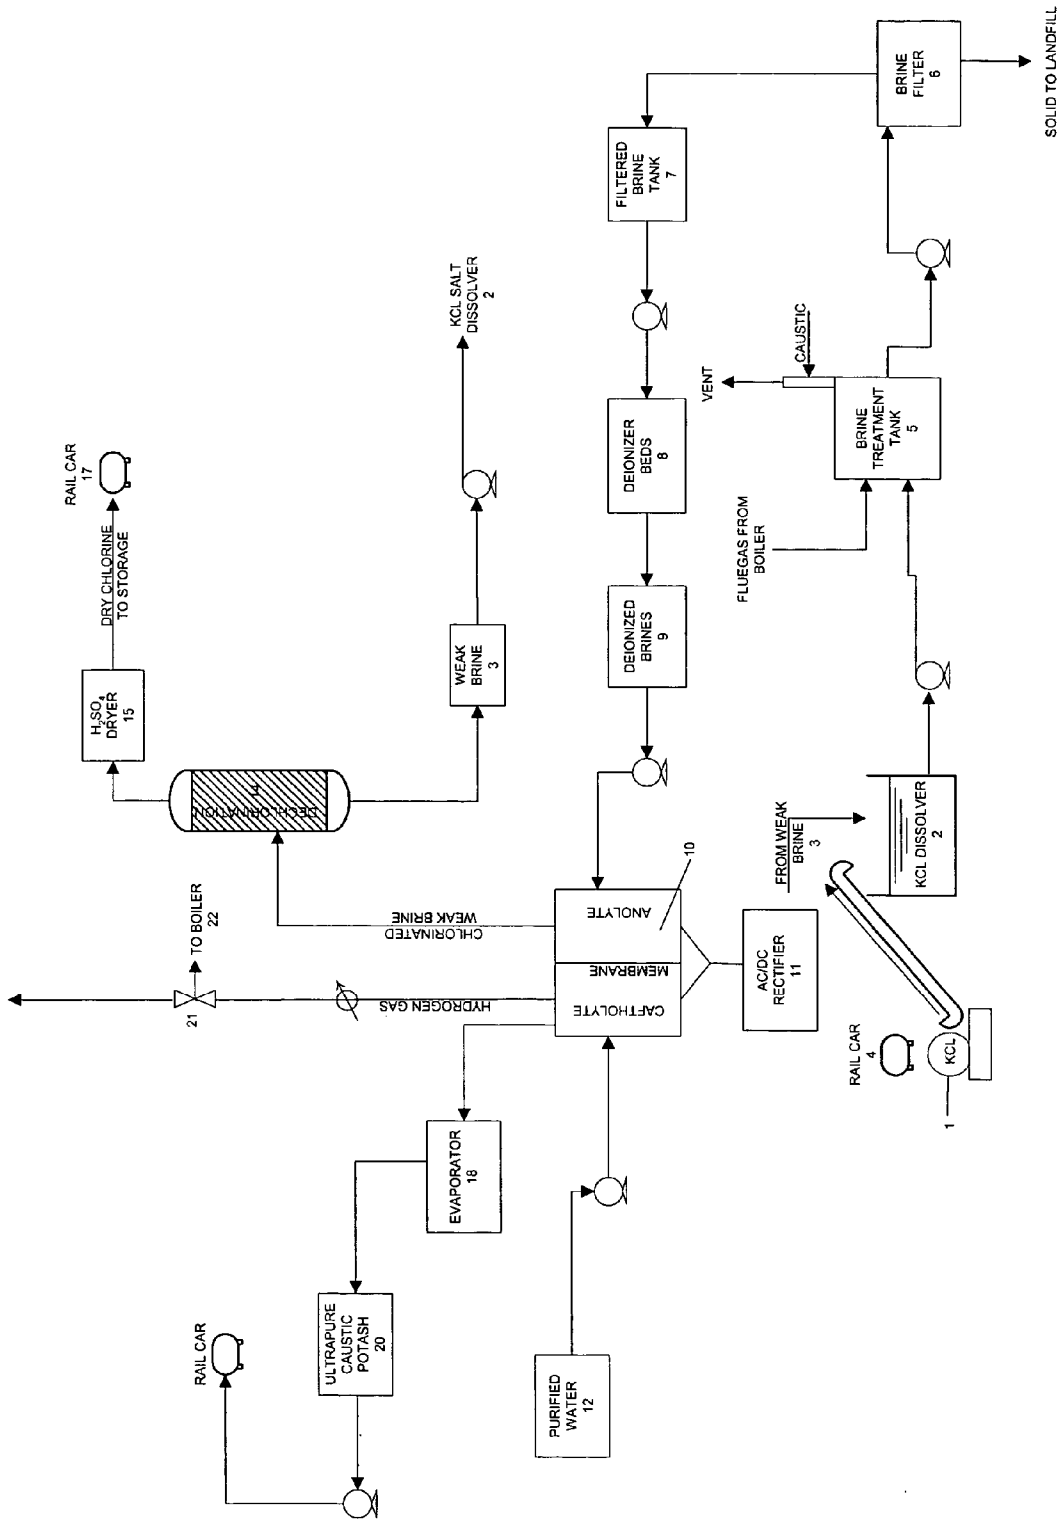 RAIL CAR
17
DRY CHLORINE
TO STORAGE
H2SO4
DRYER
15
DECHLORINATION
14
KCL SALT
DISSOLVER
2
WEAK
BRINE
3
TO BOILER
22
21
HYDROGEN GAS
CHLORINATED
WEAK BRINE
RAIL CAR
ULTRAPURE
CAUSTIC
POTASH
20
EVAPORATOR
18
PURIFIED
WATER
12
CAFTHOLYTE
MEMBRANE
ANOLYTE
10
AC/DC
RECTIFIER
11
FILTERED
BRINE
TANK
7
DEIONIZER
BEDS
8
DEIONIZED
BRINES
9
BRINE
FILTER
6
SOLID TO LANDFILL
VENT
CAUSTIC
BRINE
TREATMENT
TANK
5
FLUEGAS FROM
BOILER
FROM WEAK
BRINE
3
KCL DISSOLVER
2
RAIL CAR
4
KCL
1